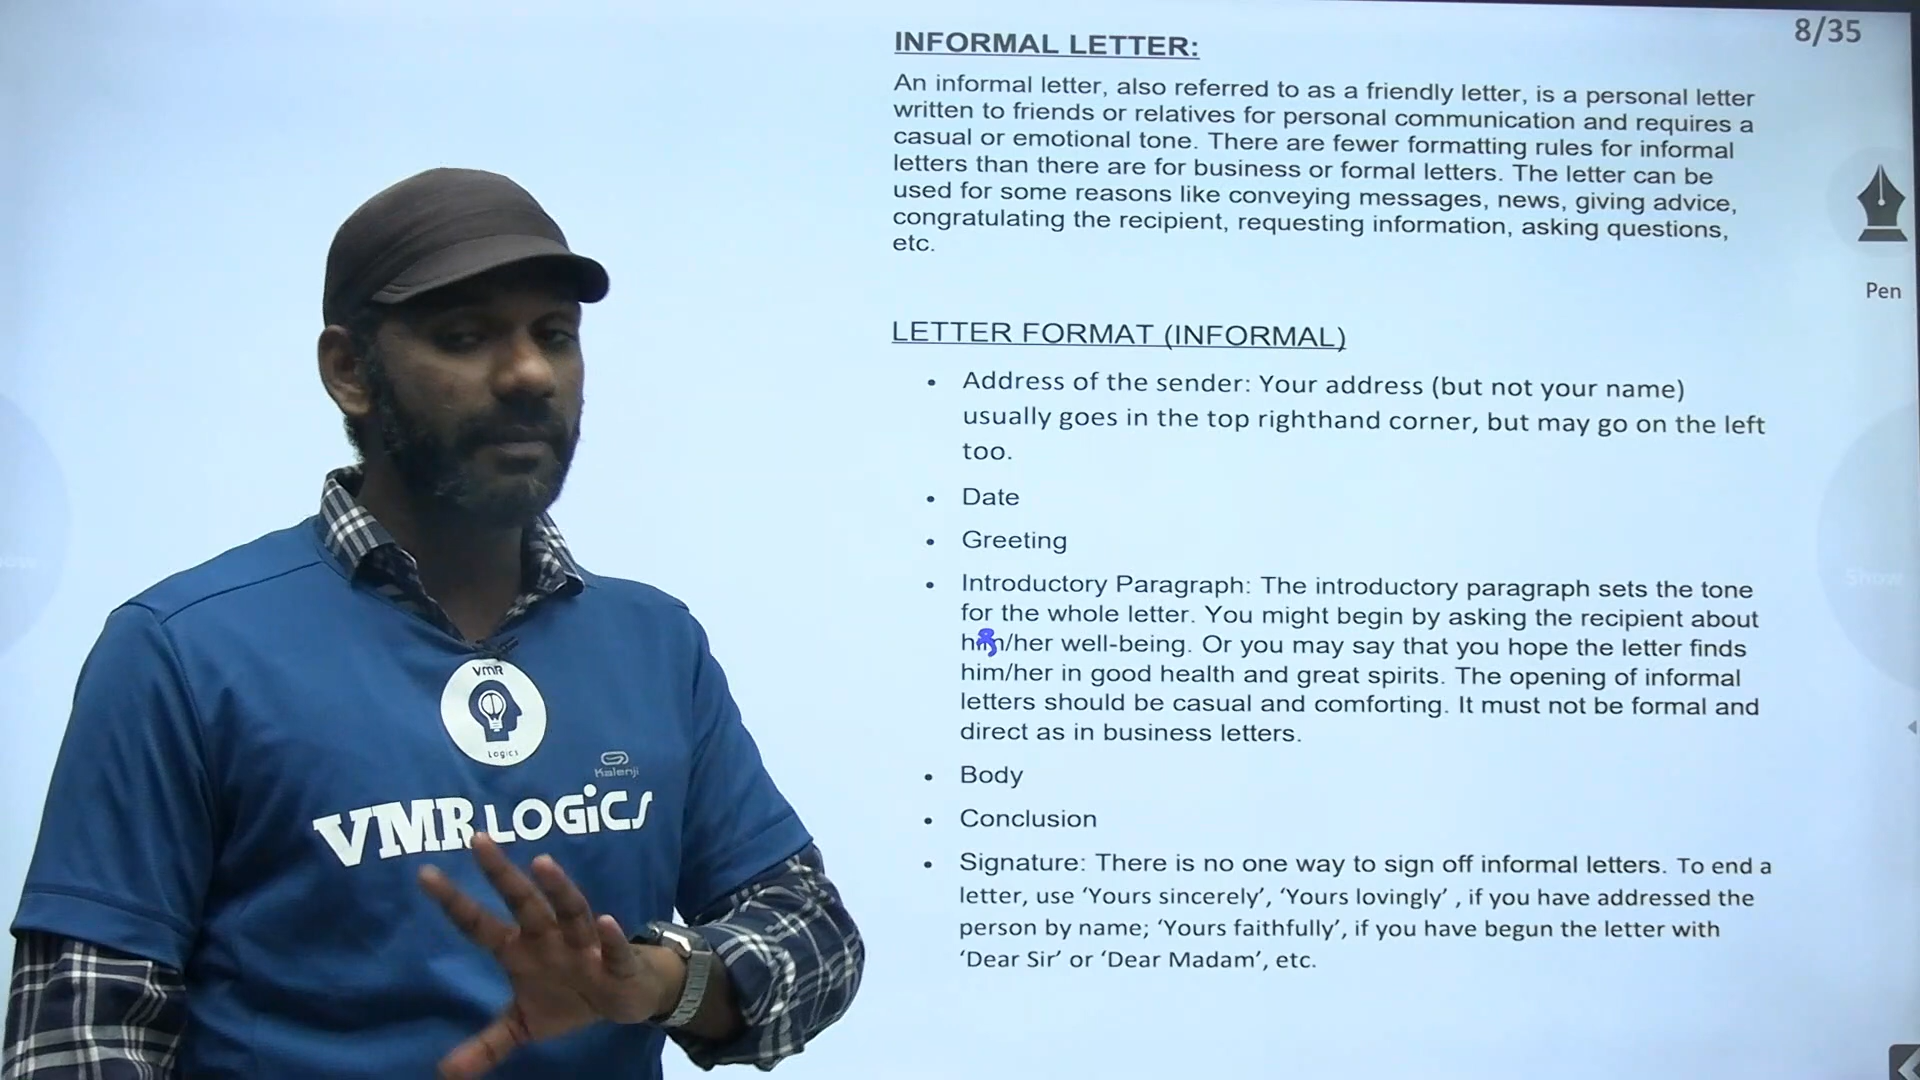 8/35
INFORMAL LETTER:
An informal letter, also referred to as a friendly letter, is a personal letter
written to friends or relatives for personal communication and requires a
casual or emotional tone. There are fewer formatting rules for informal
letters than there are for business or formal letters. The letter can be
used for some reasons like conveying messages, news, giving advice,
congratulating the recipient, requesting information, asking questions,
etc.
Pen
LETTER FORMAT (INFORMAL)
• Address of the sender: Your address (but not your name)
usually goes in the top righthand corner, but may go on the left
too.
• Date
• Greeting
• Introductory Paragraph: The introductory paragraph sets the tone
for the whole letter. You might begin by asking the recipient about
him/her well-being. Or you may say that you hope the letter finds
him/her in good health and great spirits. The opening of informal
letters should be casual and comforting. It must not be formal and
direct as in business letters.
• Body
• Conclusion
• Signature: There is no one way to sign off informal letters. To end a
letter, use ‘Yours sincerely’, ‘Yours lovingly’ , if you have addressed the
person by name; ‘Yours faithfully’, if you have begun the letter with
‘Dear Sir’ or ‘Dear Madam’, etc.
VMR
Logics
Kalenji
VMR LOGiCS